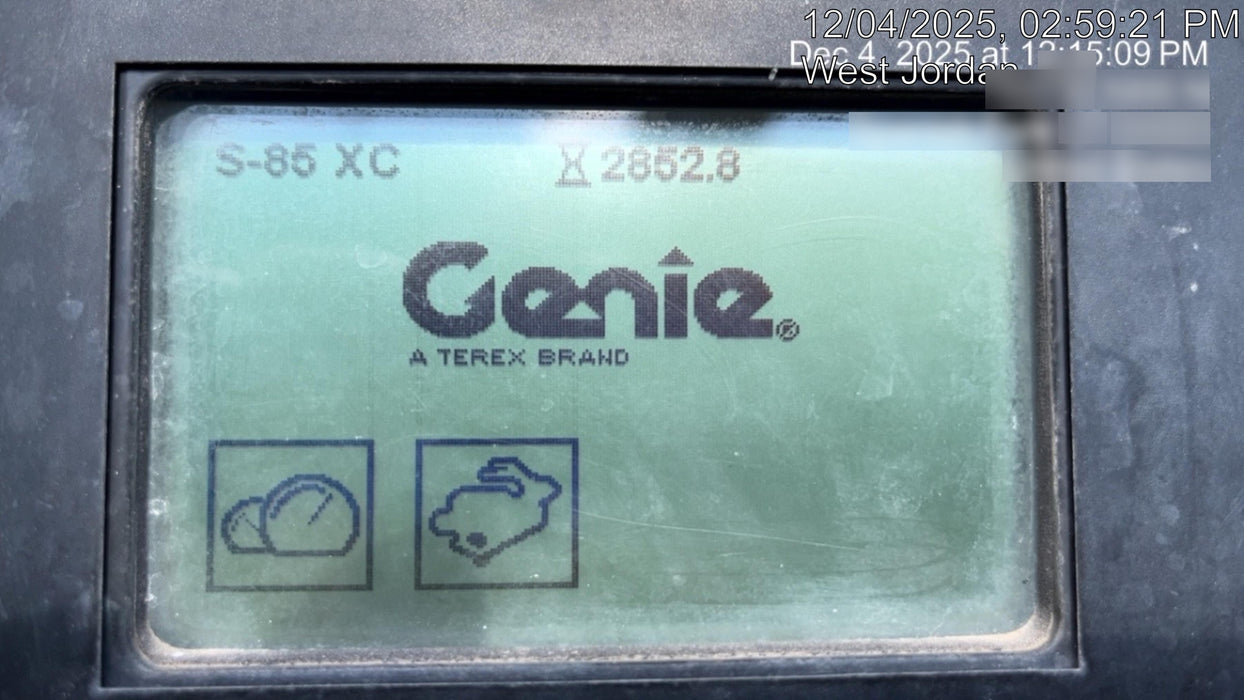 12/04/2025, 02:59:21 PM
Dec 4, 2025 at 12:15:09 PM
West Jordan
S-85 XC 2852.8
Genie®
A TEREX BRAND